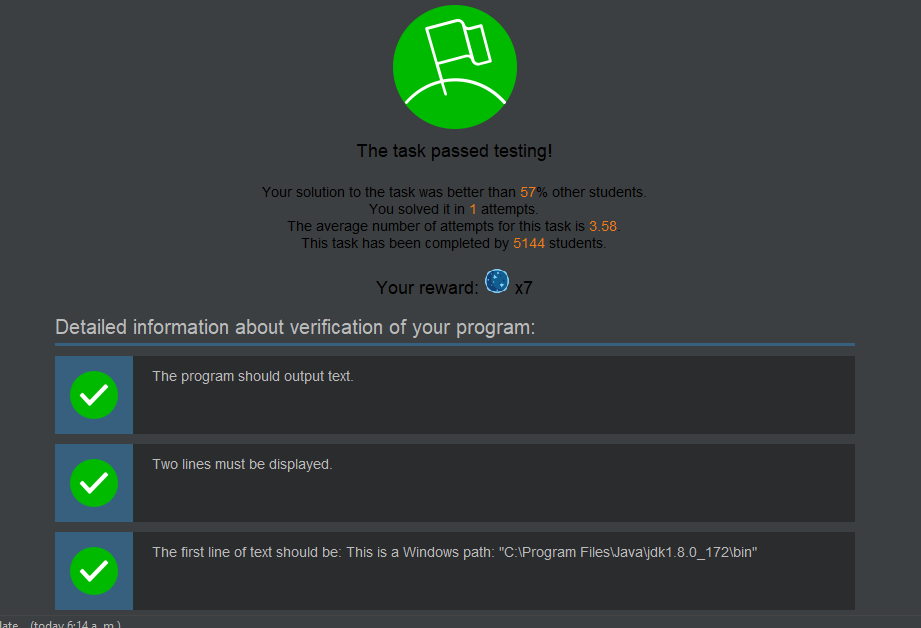 The task passed testing!
Your solution to the task was better than 57% other students.
You solved it in 1 attempts.
The average number of attempts for this task is 3.58.
This task has been completed by 5144 students.
Your reward: x7
Detailed information about verification of your program:
The program should output text.
Two lines must be displayed.
The first line of text should be: This is a Windows path: "C:\Program Files\Java\jdk1.8.0_172\bin"
(today 6:14 a. m.)